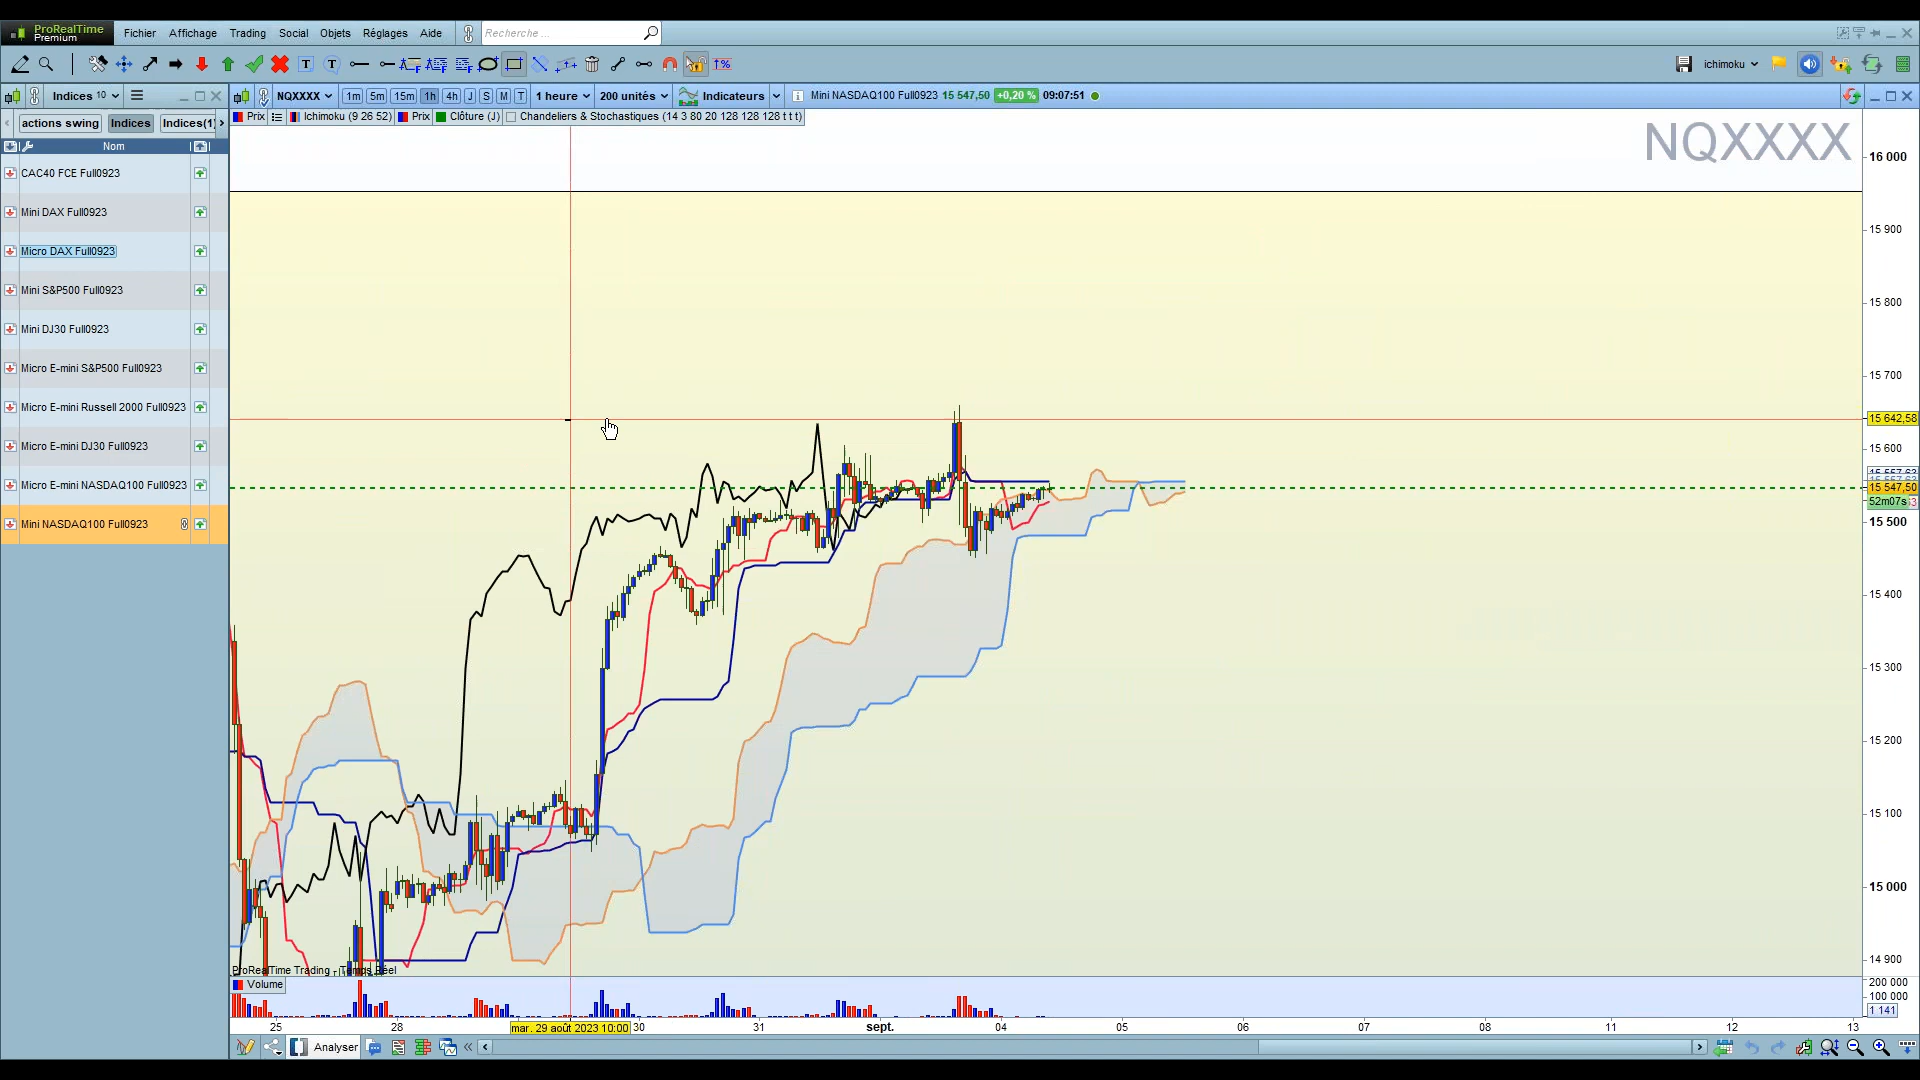 ProRealTime
Premium
Fichier Affichage Trading Social Objets Réglages Aide Recherche ...
ichimoku
Indices 10
NQXXXX 1m 5m 15m 1h 4h J S M T 1 heure 200 unités Indicateurs Mini NASDAQ100 Full0923 15 547,50 +0,20 % 09:07:51
actions swing Indices Indices(1)
Prix Ichimoku (9 26 52) Prix Clôture (J) Chandeliers & Stochastiques (14 3 80 20 128 128 128 t t t)
Nom
NQXXXX
CAC40 FCE Full0923
Mini DAX Full0923
Micro DAX Full0923
Mini S&P500 Full0923
Mini DJ30 Full0923
Micro E-mini S&P500 Full0923
Micro E-mini Russell 2000 Full0923
Micro E-mini DJ30 Full0923
Micro E-mini NASDAQ100 Full0923
Mini NASDAQ100 Full0923 0
16 000
15 900
15 800
15 700
15 642,58
15 600
15 547,50
52m07s
15 500
15 400
15 300
15 200
15 100
15 000
14 900
ProRealTime Trading - Temps Réel
Volume
200 000
100 000
1 141
25 28 mar. 29 août 2023 10:00 30 31 sept. 04 05 06 07 08 11 12 13
Analyser